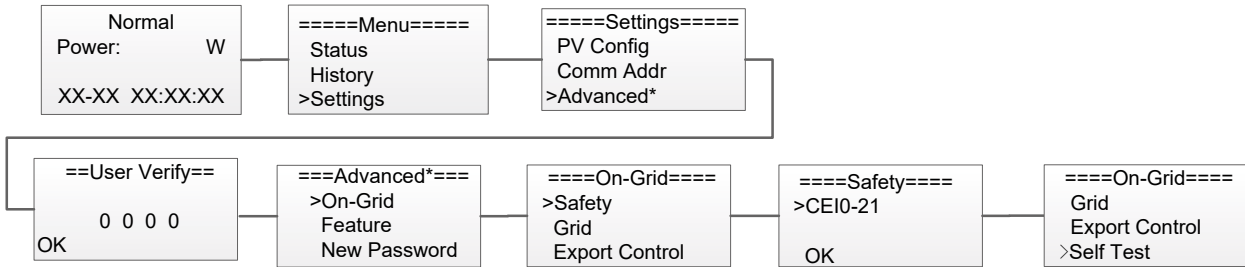 Normal
Power: W
XX-XX XX:XX:XX
=====Menu=====
Status
History
>Settings
=====Settings=====
PV Config
Comm Addr
>Advanced*
==User Verify==
0 0 0 0
OK
===Advanced*===
>On-Grid
Feature
New Password
====On-Grid====
>Safety
Grid
Export Control
====Safety====
>CEI0-21
OK
====On-Grid====
Grid
Export Control
>Self Test